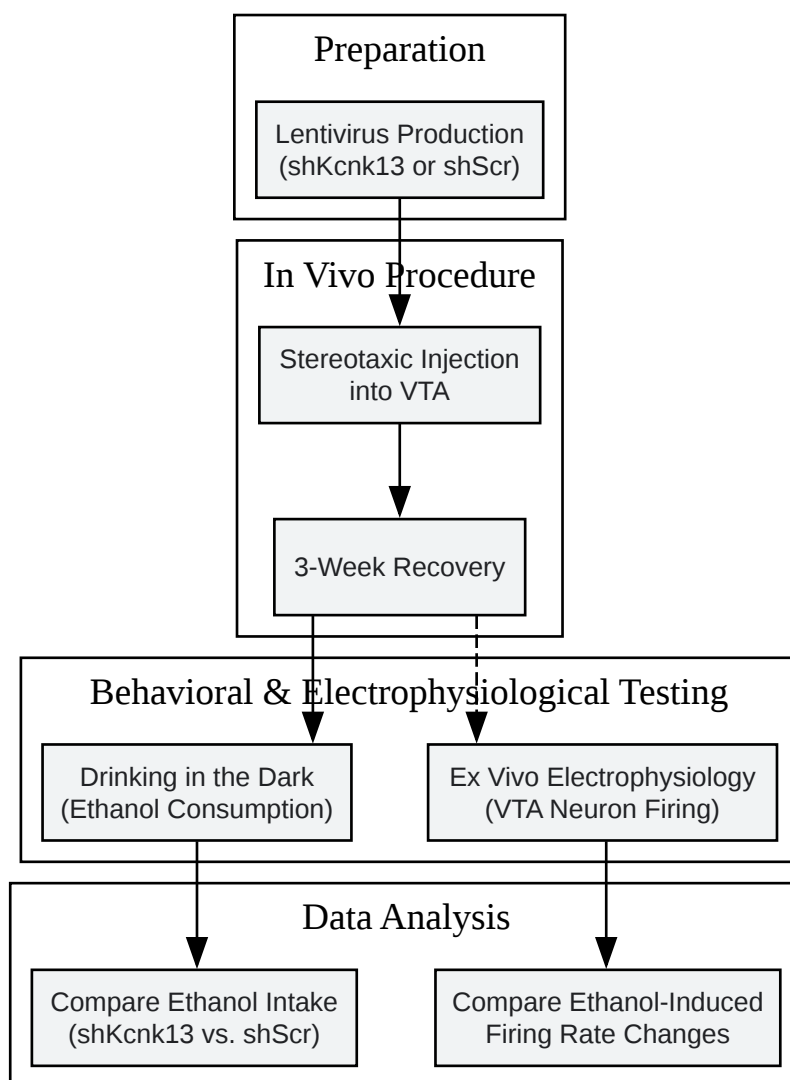 Preparation
Lentivirus Production
(shKcnk13 or shScr)
In Vivo Procedure
Stereotaxic Injection
into VTA
3-Week Recovery
Behavioral & Electrophysiological Testing
Drinking in the Dark
(Ethanol Consumption)
Ex Vivo Electrophysiology
(VTA Neuron Firing)
Data Analysis
Compare Ethanol Intake
(shKcnk13 vs. shScr)
Compare Ethanol-Induced
Firing Rate Changes